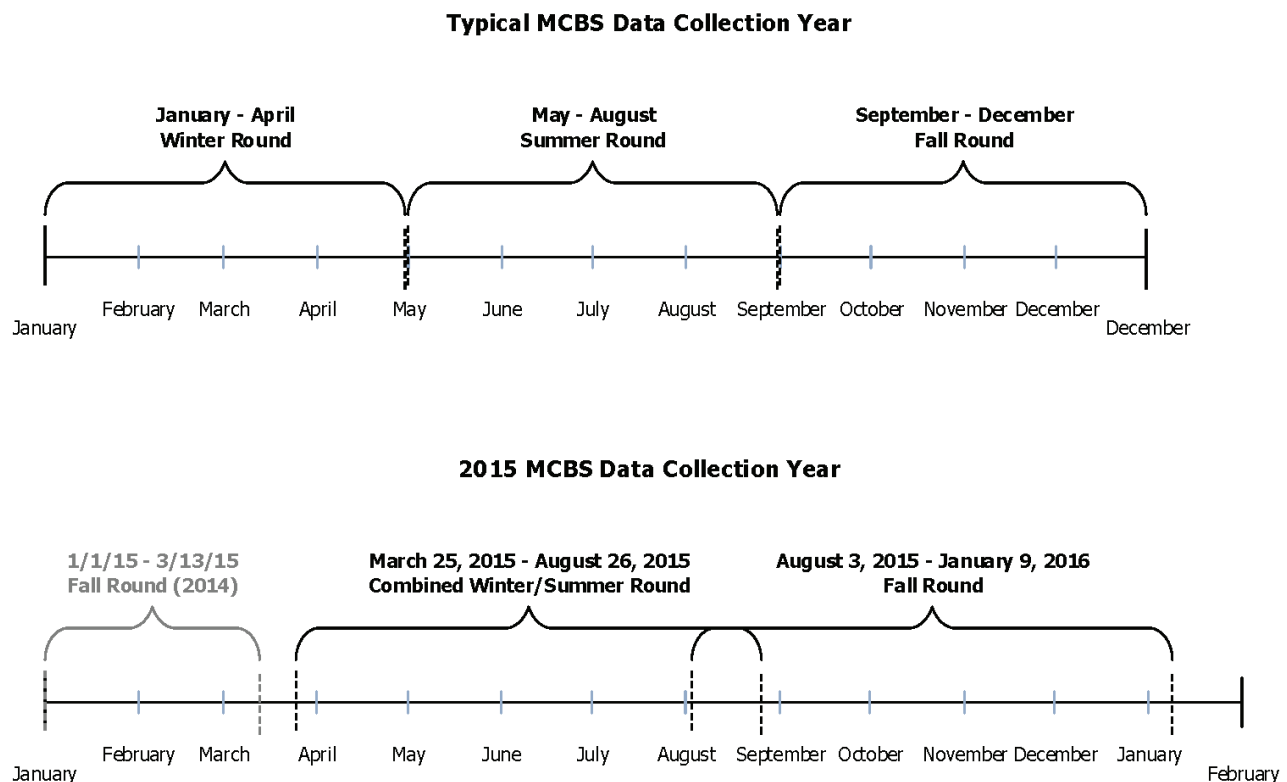 Typical MCBS Data Collection Year
January - April
Winter Round
May - August
Summer Round
September - December
Fall Round
January
February
March
April
May
June
July
August
September
October
November
December
December
2015 MCBS Data Collection Year
1/1/15 - 3/13/15
Fall Round (2014)
March 25, 2015 - August 26, 2015
Combined Winter/Summer Round
August 3, 2015 - January 9, 2016
Fall Round
January
February
March
April
May
June
July
August
September
October
November
December
January
February